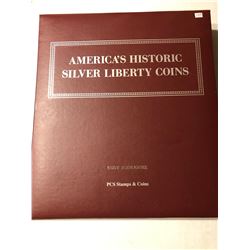 AMERICA'S HISTORIC
SILVER LIBERTY COINS
PCS Stamps & Coins